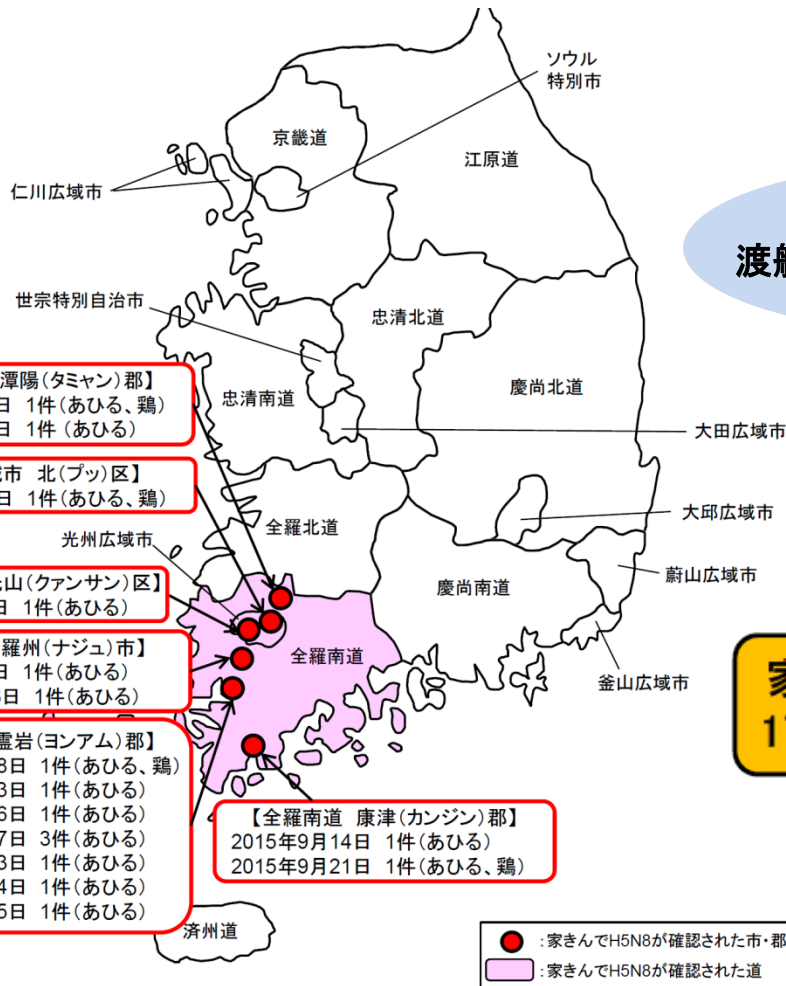 ソウル
特別市
京畿道
江原道
仁川広域市
渡
世宗特別自治市
忠清北道
忠清南道
慶尚北道
潭陽(タミャン)郡】
日 1件(あひる、鶏)
日 1件(あひる)
大田広域市
市 北(プッ)区】
日 1件(あひる、鶏)
大邱広域市
全羅北道
光州広域市
蔚山広域市
慶尚南道
山(クァンサン)区】
日 1件(あひる)
全羅南道
釜山広域市
羅州(ナジュ)市】
日 1件(あひる)
日 1件(あひる)
霊岩(ヨンアム)郡】
8日 1件(あひる、鶏)
3日 1件(あひる)
6日 1件(あひる)
7日 3件(あひる)
3日 1件(あひる)
4日 1件(あひる)
5日 1件(あひる)
【全羅南道 康津(カンジン)郡】
2015年9月14日 1件(あひる)
2015年9月21日 1件(あひる、鶏)
済州道
:家きんでH5N8が確認された市・郡
:家きんでH5N8が確認された道